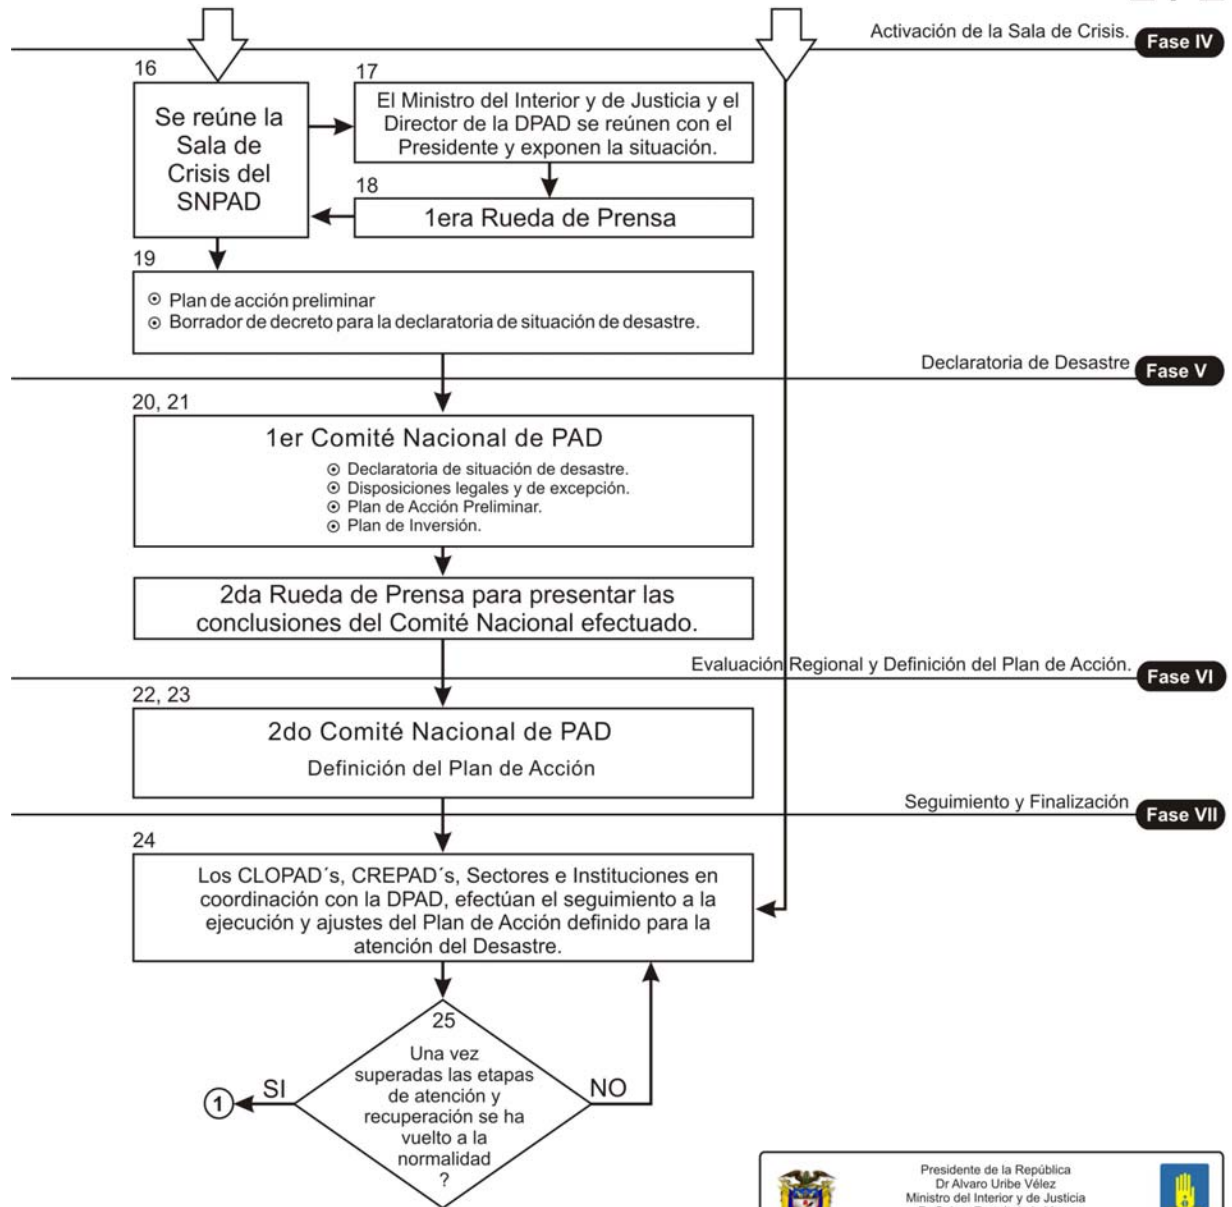 Activación de la Sala de Crisis.
Fase IV
16
Se reúne la
Sala de
Crisis del
SNPAD
17
El Ministro del Interior y de Justicia y el
Director de la DPAD se reúnen con el
Presidente y exponen la situación.
18
1era Rueda de Prensa
19
Plan de acción preliminar
Borrador de decreto para la declaratoria de situación de desastre.
Declaratoria de Desastre
Fase V
20, 21
1er Comité Nacional de PAD
Declaratoria de situación de desastre.
Disposiciones legales y de excepción.
Plan de Acción Preliminar.
Plan de Inversión.
2da Rueda de Prensa para presentar las
conclusiones del Comité Nacional efectuado.
Evaluación Regional y Definición del Plan de Acción.
Fase VI
22, 23
2do Comité Nacional de PAD
Definición del Plan de Acción
Seguimiento y Finalización
Fase VII
24
Los CLOPAD´s, CREPAD´s, Sectores e Instituciones en
coordinación con la DPAD, efectúan el seguimiento a la
ejecución y ajustes del Plan de Acción definido para la
atención del Desastre.
25
Una vez
superadas las etapas
de atención y
recuperación se ha
vuelto a la
normalidad
?
SI
NO
1
Presidente de la República
Dr Alvaro Uribe Vélez
Ministro del Interior y de Justicia